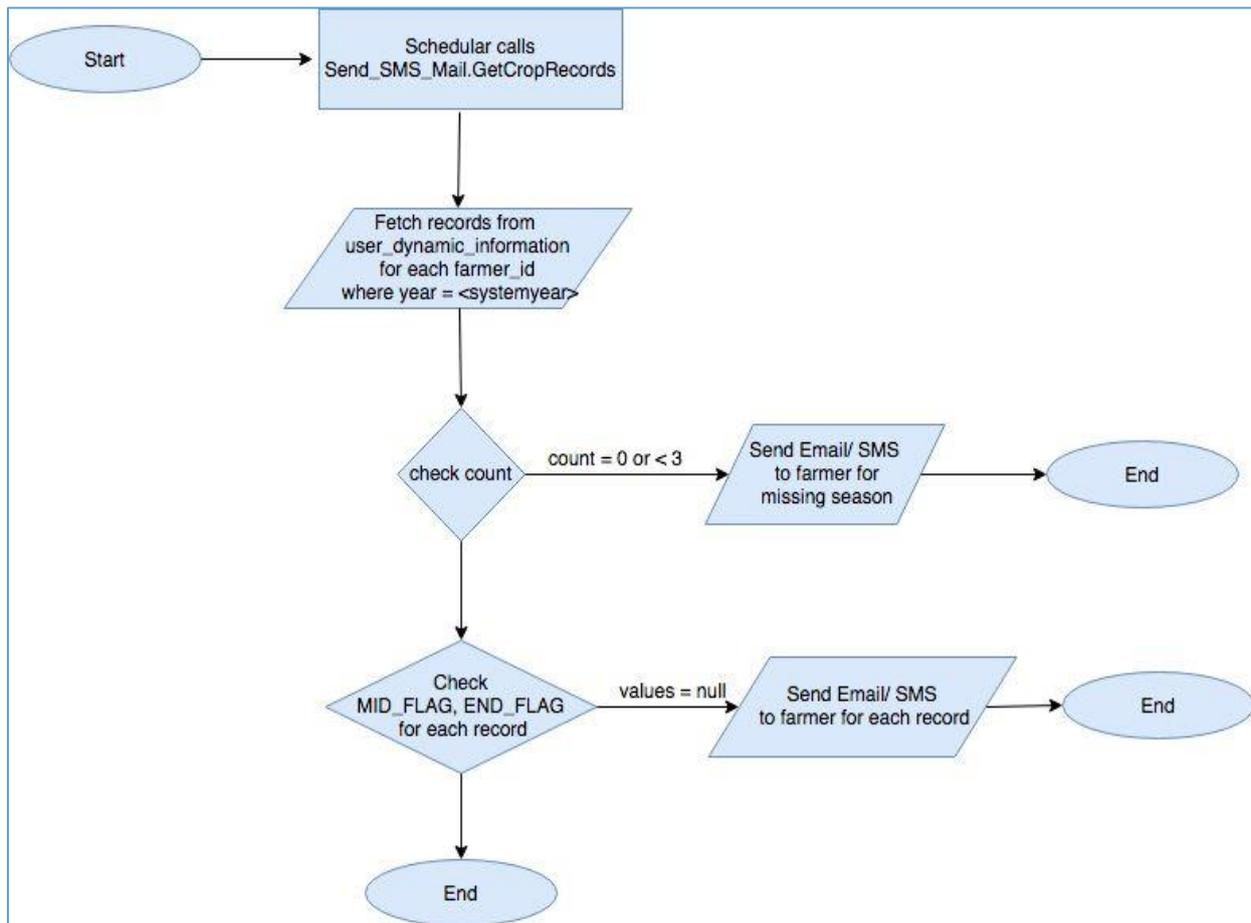 Start
Schedular calls
Send_SMS_Mail.GetCropRecords
Fetch records from
user_dynamic_information
for each farmer_id
where year = <systemyear>
check count
count = 0 or < 3
Send Email/ SMS
to farmer for
missing season
End
Check
MID_FLAG, END_FLAG
for each record
values = null
Send Email/ SMS
to farmer for each record
End
End